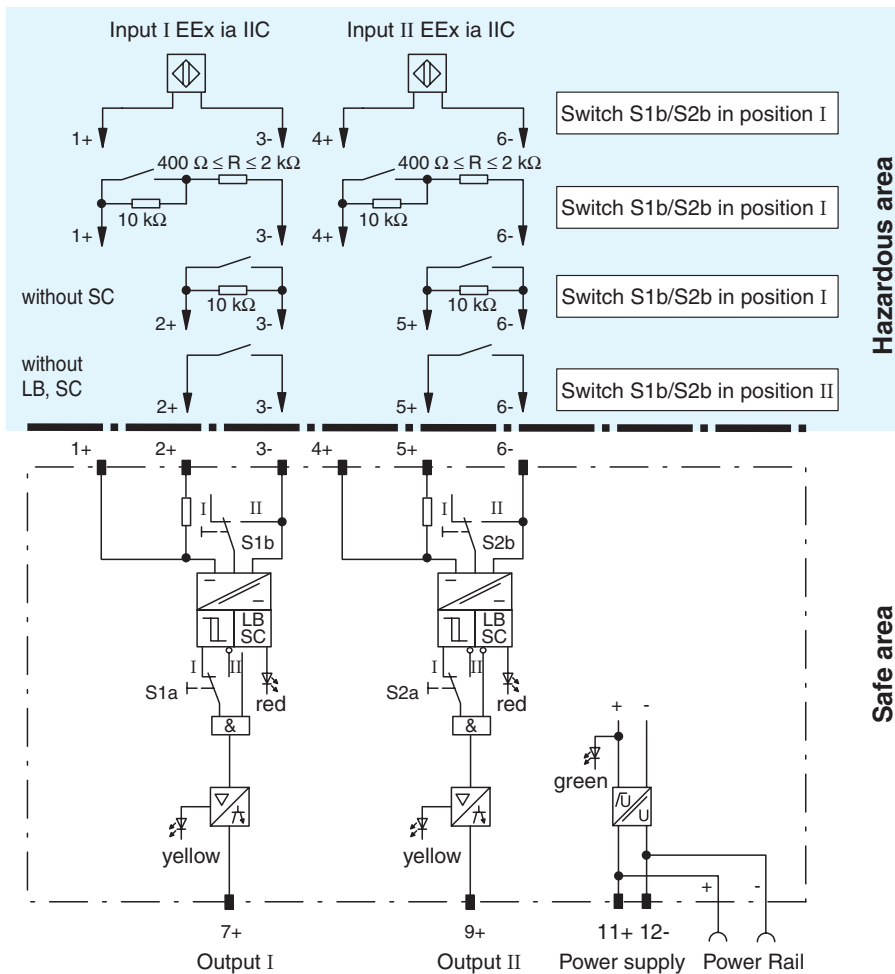 Input I EEx ia IIC
Input II EEx ia IIC
1+ 3- 4+ 6-
Switch S1b/S2b in position I
400 Ω ≤ R ≤ 2 kΩ
400 Ω ≤ R ≤ 2 kΩ
10 kΩ
10 kΩ
1+ 3- 4+ 6-
Switch S1b/S2b in position I
without SC
10 kΩ
10 kΩ
2+ 3- 5+ 6-
Switch S1b/S2b in position I
without
LB, SC
2+ 3- 5+ 6-
Switch S1b/S2b in position II
Hazardous area
1+ 2+ 3- 4+ 5+ 6-
I II
I II
S1b
S2b
LB
SC
LB
SC
I II
I II
S1a
S2a
red
red
&
&
+ -
green
U
U
yellow
yellow
+ -
7+
9+
11+ 12-
Output I
Output II
Power supply
Power Rail
Safe area